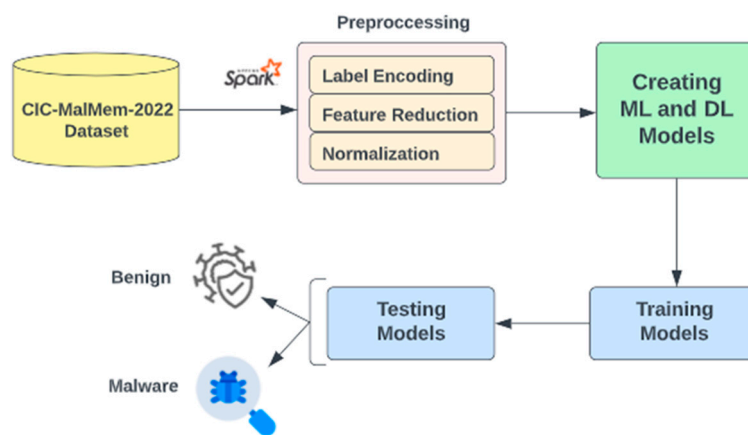 Preproccessing
CIC-MalMem-2022
Dataset
Spark
Label Encoding
Feature Reduction
Normalization
Creating
ML and DL
Models
Benign
Malware
Testing
Models
Training
Models